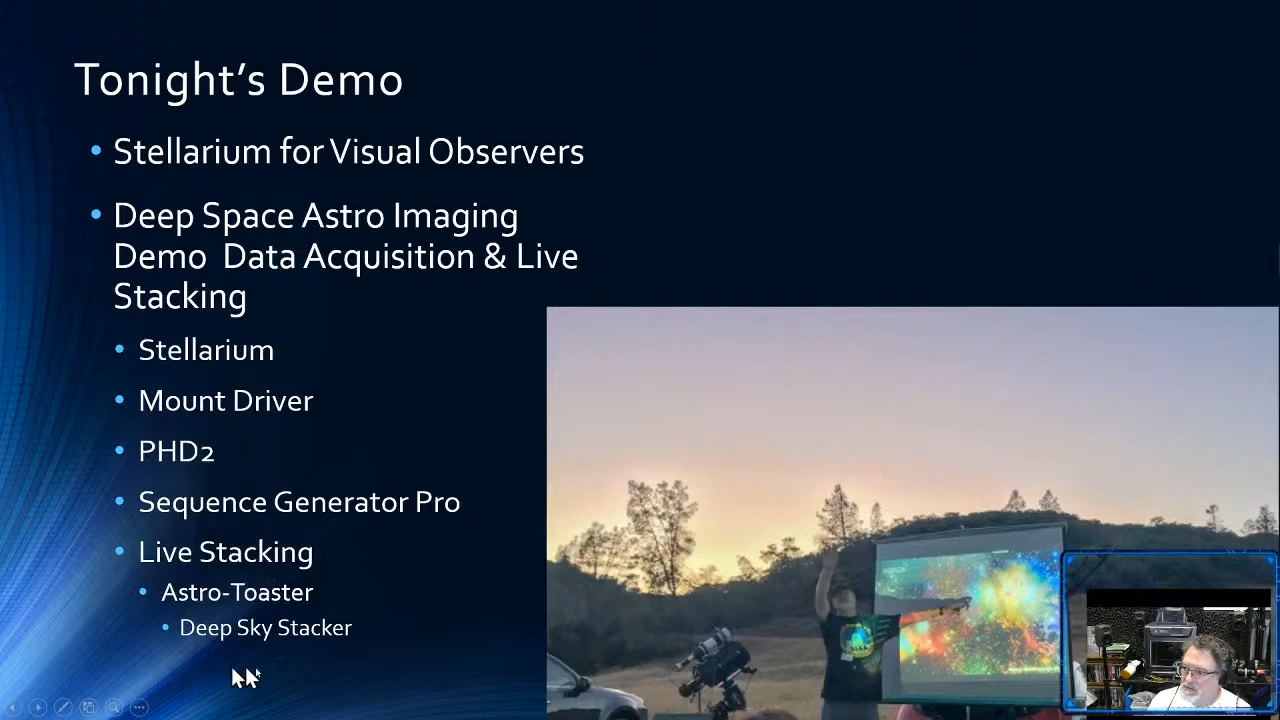 Tonight's Demo
• Stellarium for Visual Observers
• Deep Space Astro Imaging
Demo  Data Acquisition & Live
Stacking
• Stellarium
• Mount Driver
• PHD2
• Sequence Generator Pro
• Live Stacking
• Astro-Toaster
• Deep Sky Stacker